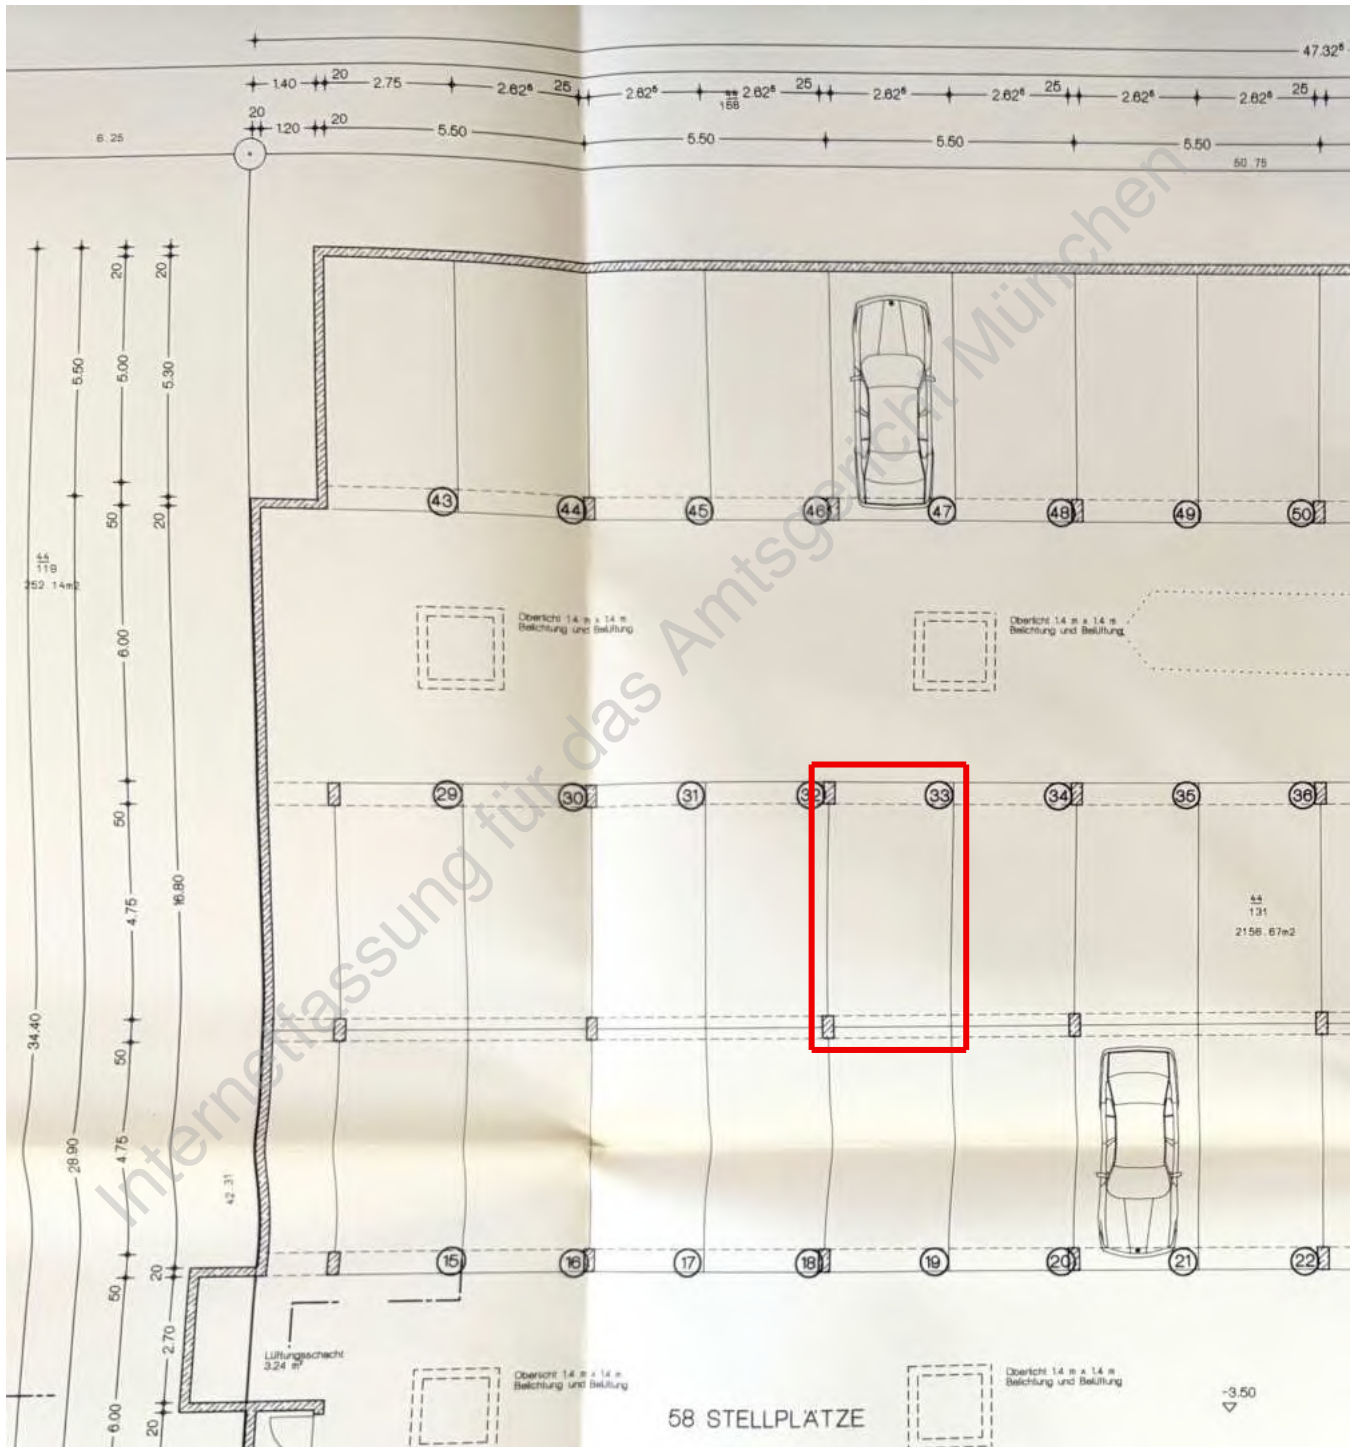 47.32⁵
1.40 20 2.75 2.62⁵ 25 2.62⁵ 44 2.62⁵ 25 2.62⁵ 2.62⁵ 25 2.62⁵ 2.62⁵ 25
168
20 1.20 20 5.50 5.50 5.50 5.50
6.25
50.75
20 20
5.50 5.00 5.30
43 44 45 46 47 48 49 50
50 20
44
119
252.14m2
Oberlicht 1.4 m x 1.4 m
Belichtung und Belüftung
Oberlicht 1.4 m x 1.4 m
Belichtung und Belüftung
6.00
29 30 31 32 33 34 35 36
50
4.75 16.80
44
131
2156.67m2
34.40 50
28.90 4.75
42.31
15 16 17 18 19 20 21 22
50 20
2.70
Lüftungsschacht
3.24 m²
Oberlicht 1.4 m x 1.4 m
Belichtung und Belüftung
Oberlicht 1.4 m x 1.4 m
Belichtung und Belüftung
6.00 20
58 STELLPLÄTZE
-3.50
Internetfassung für das Amtsgericht München